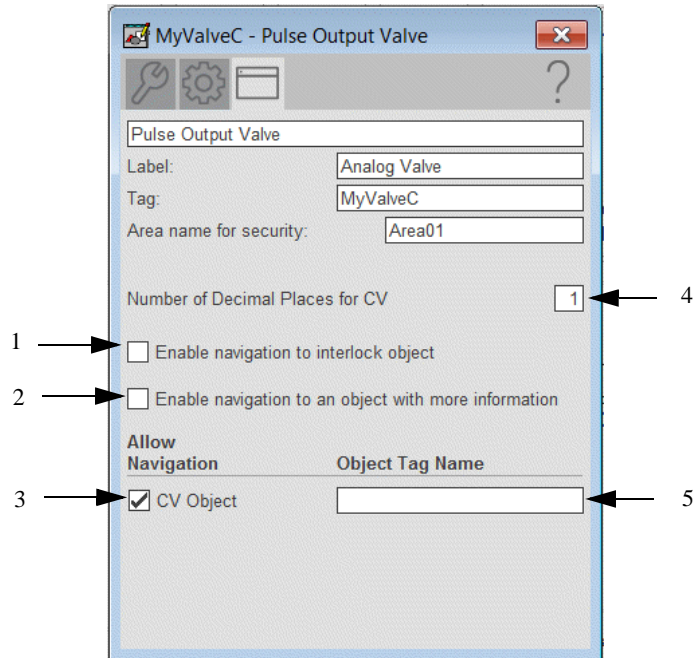 MyValveC - Pulse Output Valve
?
Pulse Output Valve
Label: Analog Valve
Tag: MyValveC
Area name for security: Area01
Number of Decimal Places for CV 1 4
1 Enable navigation to interlock object
2 Enable navigation to an object with more information
Allow
Navigation Object Tag Name
3 CV Object 5